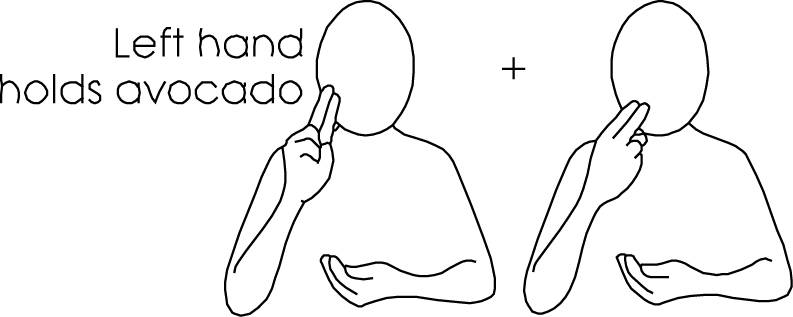 Left hand
holds avocado
+